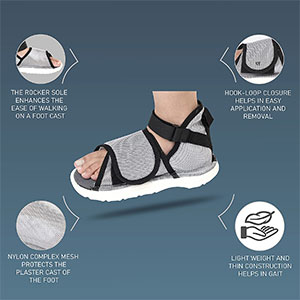 THE ROCKER SOLE
ENHANCES THE
EASE OF WALKING
ON A FOOT CAST
HOOK-LOOP CLOSURE
HELPS IN EASY
APPLICATION AND
REMOVAL
NYLON COMPLEX MESH
PROTECTS THE
PLASTER CAST OF
THE FOOT
LIGHT WEIGHT AND
THIN CONSTRUCTION
HELPS IN GAIT